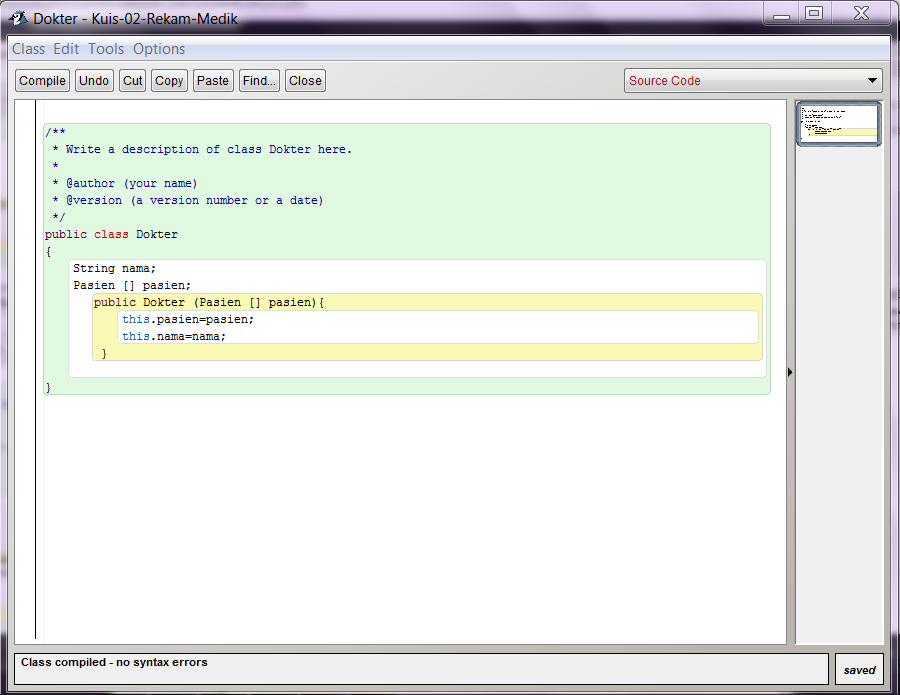 Dokter - Kuis-02-Rekam-Medik
Class Edit Tools Options
Compile Undo Cut Copy Paste Find... Close Source Code
/**
 * Write a description of class Dokter here.
 *
 * @author (your name)
 * @version (a version number or a date)
 */
public class Dokter
{
String nama;
Pasien [] pasien;
public Dokter (Pasien [] pasien){
this.pasien=pasien;
this.nama=nama;
}
}
Class compiled - no syntax errors
saved